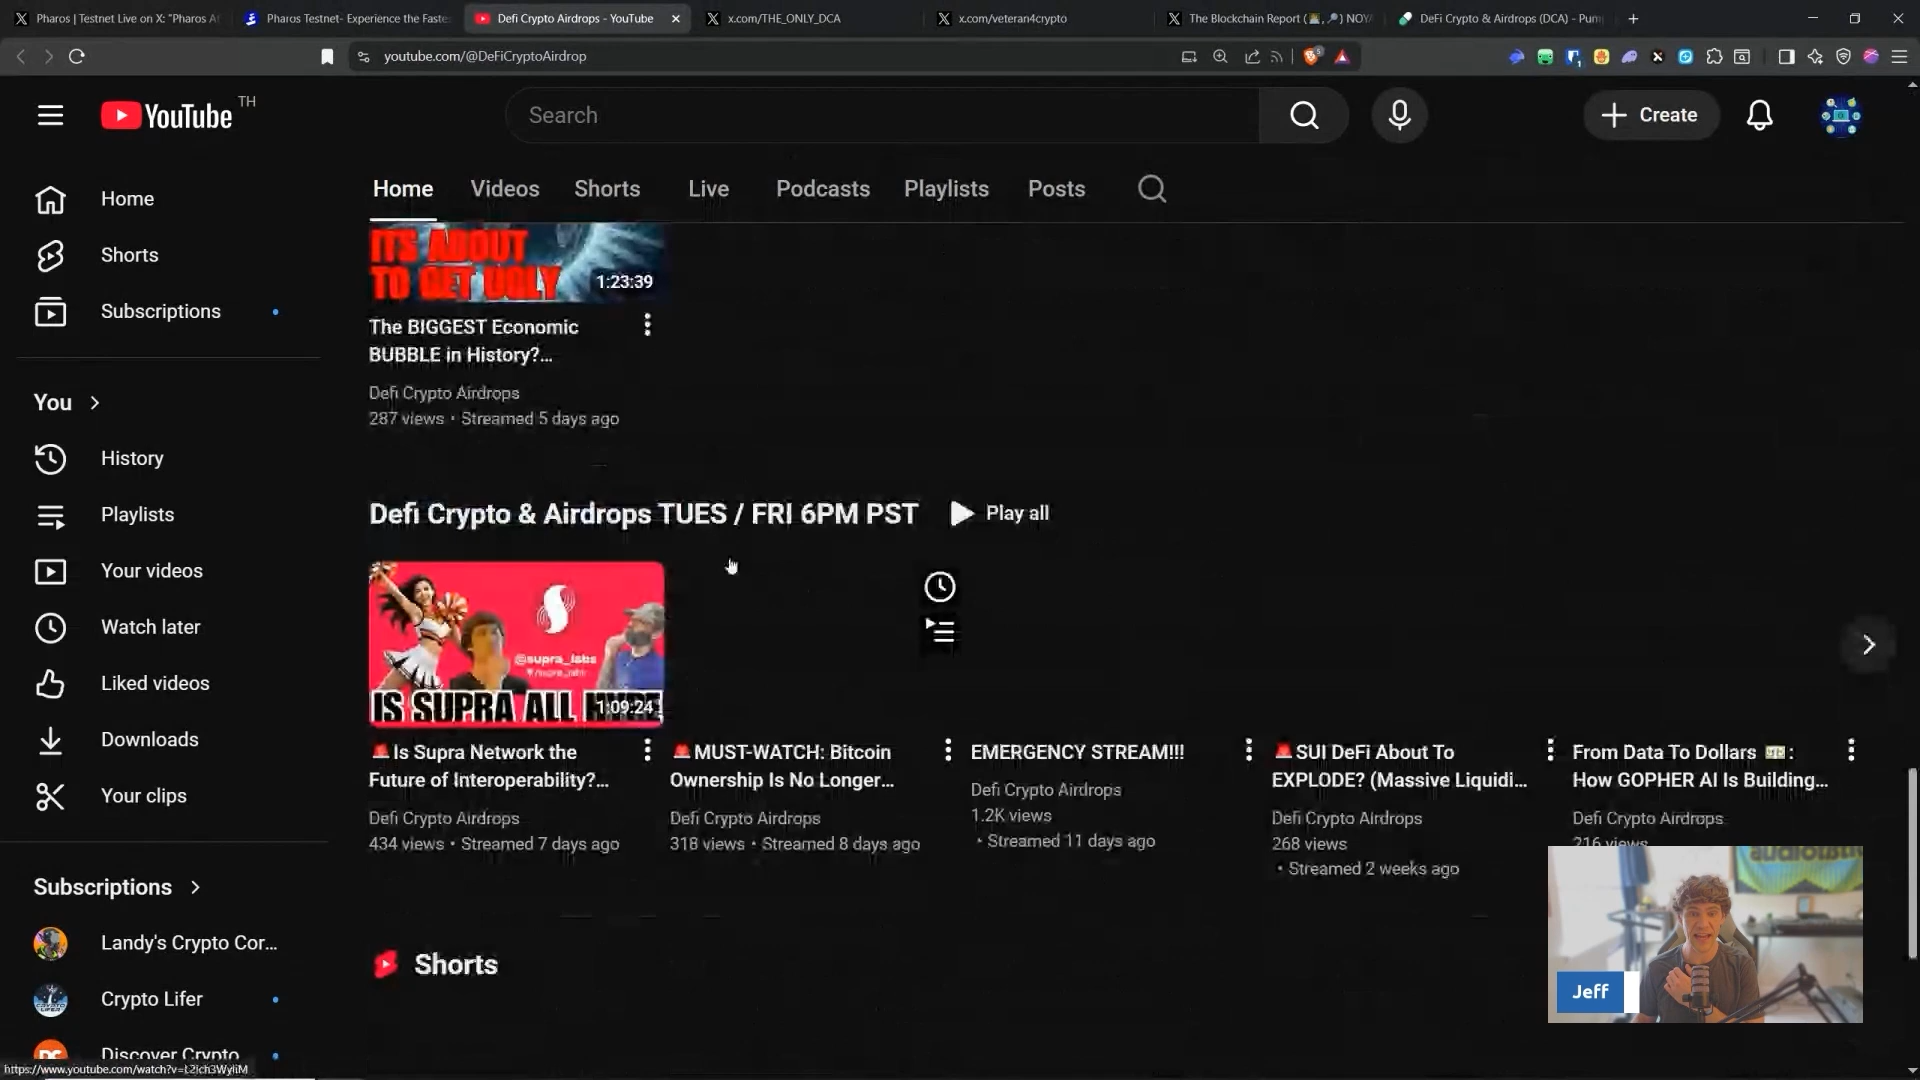 Pharos | Testnet Live on X: "Pharos A
Pharos Testnet- Experience the Faste
Defi Crypto Airdrops - YouTube
x.com/THE_ONLY_DCA
x.com/veteran4crypto
The Blockchain Report
NOY
DeFi Crypto & Airdrops (DCA) - Pum
youtube.com/@DeFiCryptoAirdrop
YouTube
TH
Search
Create
Home
Shorts
Subscriptions
You
History
Playlists
Your videos
Watch later
Liked videos
Downloads
Your clips
Subscriptions
Landy's Crypto Cor...
Crypto Lifer
Discover Crypto
Home
Videos
Shorts
Live
Podcasts
Playlists
Posts
ITS ABOUT
TO GET UGLY
1:23:39
The BIGGEST Economic
BUBBLE in History?...
Defi Crypto Airdrops
287 views • Streamed 5 days ago
Defi Crypto & Airdrops TUES / FRI 6PM PST
Play all
@supra_labs
IS SUPRA ALL HYPE
1:09:24
🚨Is Supra Network the
Future of Interoperability?...
Defi Crypto Airdrops
434 views • Streamed 7 days ago
🚨MUST-WATCH: Bitcoin
Ownership Is No Longer...
Defi Crypto Airdrops
318 views • Streamed 8 days ago
EMERGENCY STREAM!!!
Defi Crypto Airdrops
1.2K views
• Streamed 11 days ago
🚨SUI DeFi About To
EXPLODE? (Massive Liquidi...
Defi Crypto Airdrops
268 views
• Streamed 2 weeks ago
From Data To Dollars 💵:
How GOPHER AI Is Building...
Defi Crypto Airdrops
216 views
Shorts
Jeff